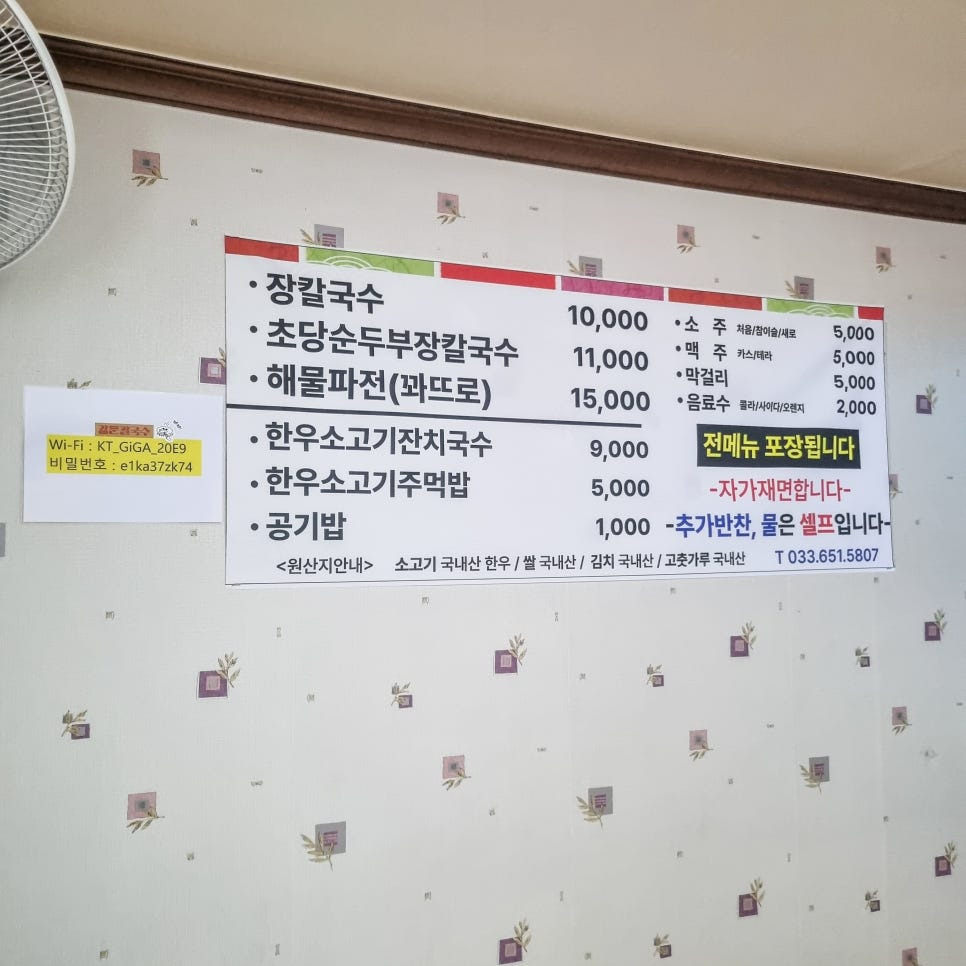 길문칼국수
Wi-Fi : KT_GiGA_20E9
비밀번호 : e1ka37zk74
• 장칼국수 10,000
• 초당순두부장칼국수 11,000
• 해물파전(꽈뜨로) 15,000
• 한우소고기잔치국수 9,000
• 한우소고기주먹밥 5,000
• 공기밥 1,000
<원산지안내> 소고기 국내산 한우 / 쌀 국내산 / 김치 국내산 / 고춧가루 국내산
• 소 주 처음/참이슬/새로 5,000
• 맥 주 카스/테라 5,000
• 막걸리 5,000
• 음료수 콜라/사이다/오렌지 2,000
전메뉴 포장됩니다
-자가재면합니다-
-추가반찬, 물은 셀프입니다-
T 033.651.5807